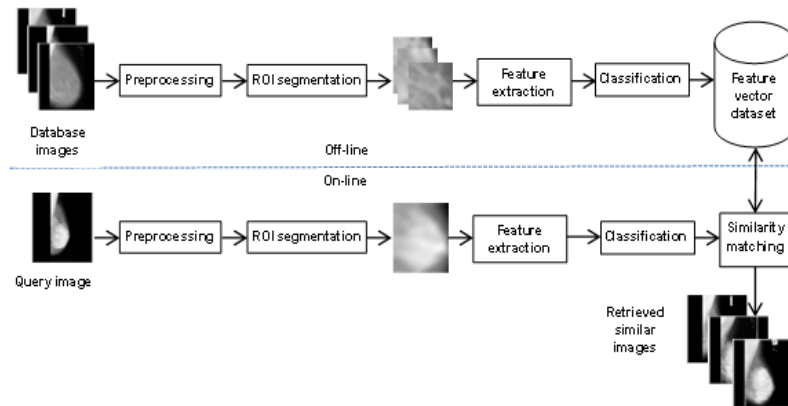 Preprocessing
ROI segmentation
Feature
extraction
Classification
Feature
vector
dataset
Database
images
Off-line
On-line
Preprocessing
ROI segmentation
Feature
extraction
Classification
Similarity
matching
Query image
Retrieved
similar
images